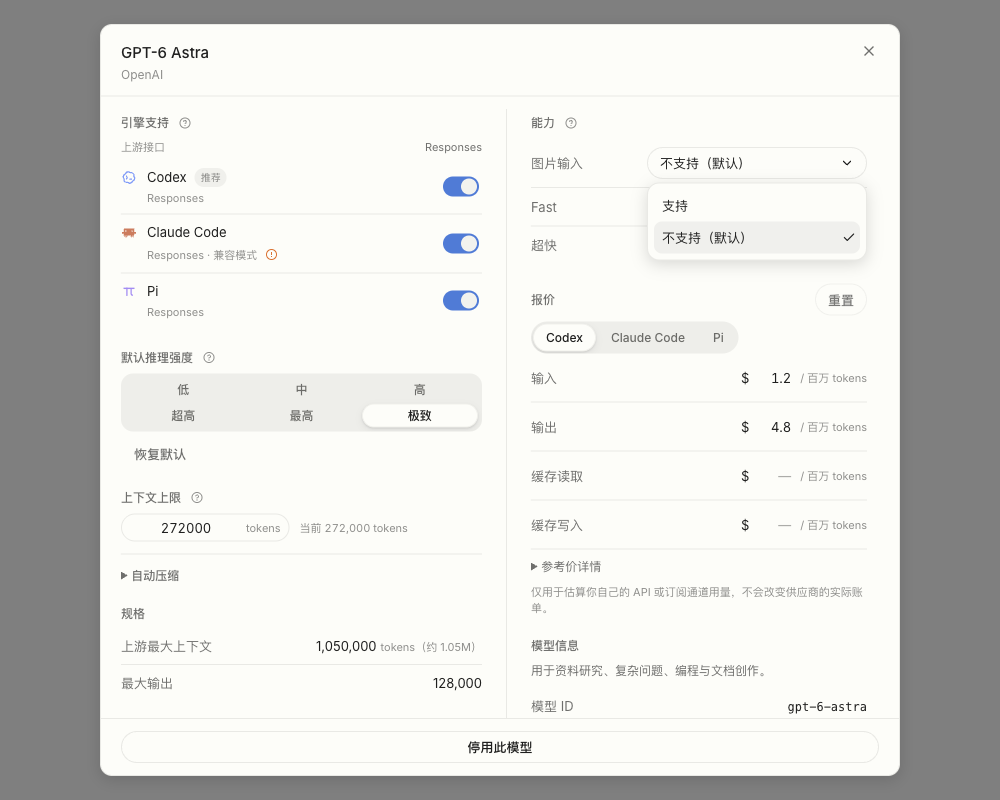 GPT-6 Astra
OpenAI
引擎支持
上游接口
Responses
Codex 推荐
Responses
Claude Code
Responses · 兼容模式
Pi
Responses
默认推理强度
低 中 高
超高 最高 极致
恢复默认
上下文上限
272000 tokens 当前 272,000 tokens
自动压缩
规格
上游最大上下文 1,050,000 tokens（约 1.05M）
最大输出 128,000
能力
图片输入 不支持（默认）
支持
Fast
不支持（默认）
超快
报价 重置
Codex Claude Code Pi
输入 $ 1.2 / 百万 tokens
输出 $ 4.8 / 百万 tokens
缓存读取 $ — / 百万 tokens
缓存写入 $ — / 百万 tokens
参考价详情
仅用于估算你自己的 API 或订阅通道用量，不会改变供应商的实际账
单。
模型信息
用于资料研究、复杂问题、编程与文档创作。
模型 ID gpt-6-astra
停用此模型